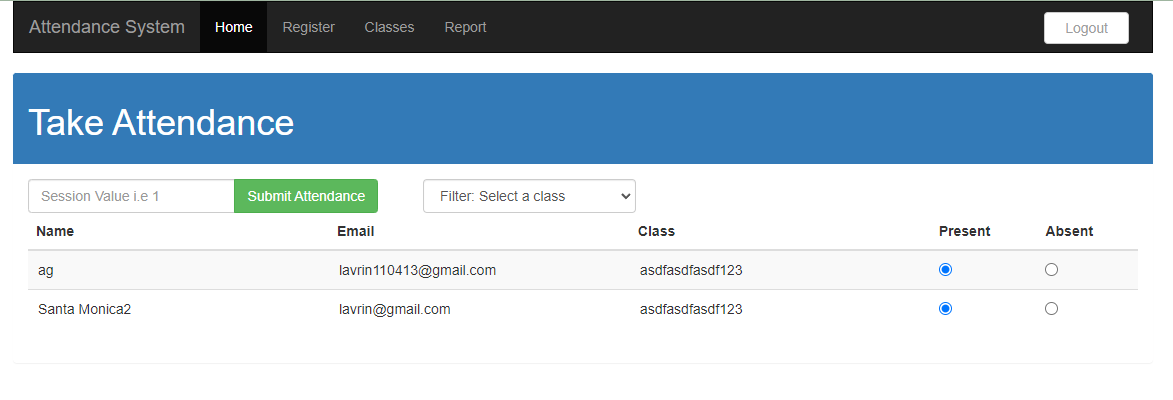 Attendance System Home Register Classes Report Logout
Take Attendance
Session Value i.e 1 Submit Attendance Filter: Select a class
Name Email Class Present Absent
ag lavrin110413@gmail.com asdfasdfasdf123
Santa Monica2 lavrin@gmail.com asdfasdfasdf123